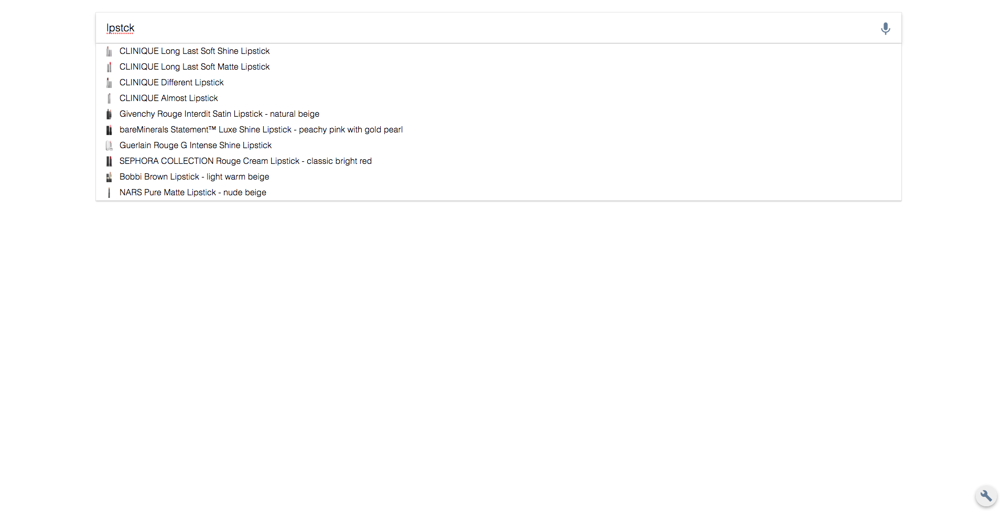 lpstck
CLINIQUE Long Last Soft Shine Lipstick
CLINIQUE Long Last Soft Matte Lipstick
CLINIQUE Different Lipstick
CLINIQUE Almost Lipstick
Givenchy Rouge Interdit Satin Lipstick - natural beige
bareMinerals Statement™ Luxe Shine Lipstick - peachy pink with gold pearl
Guerlain Rouge G Intense Shine Lipstick
SEPHORA COLLECTION Rouge Cream Lipstick - classic bright red
Bobbi Brown Lipstick - light warm beige
NARS Pure Matte Lipstick - nude beige